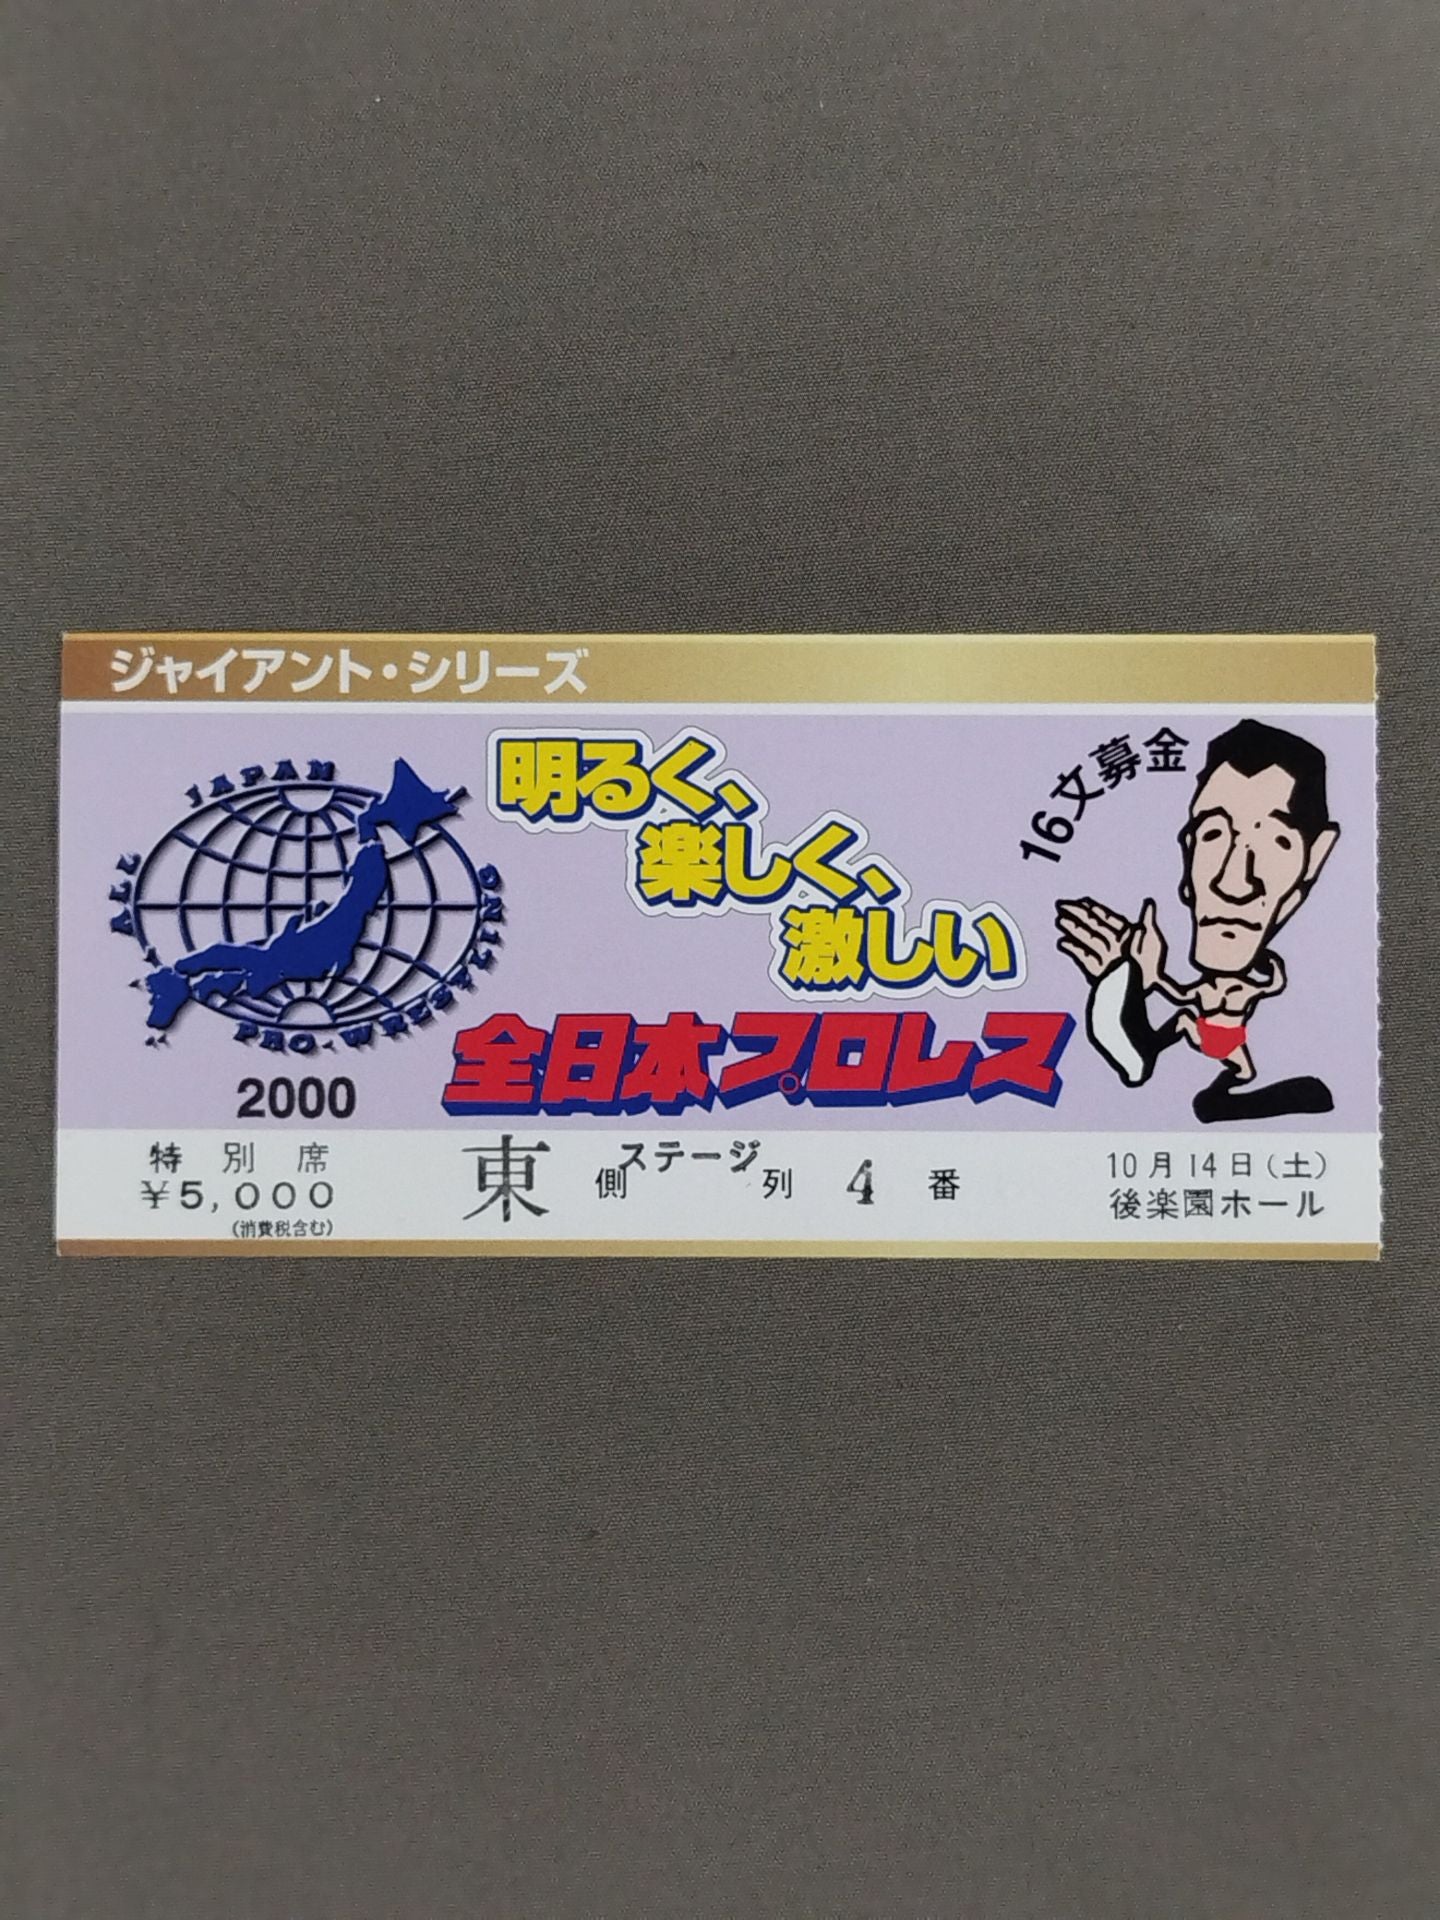 ジャイアント・シリーズ
ALL JAPAN PRO-WRESTLING
2000
明るく、
楽しく、
激しい
全日本プロレス
16文募金
特別席
¥5,000
(消費税含む)
東側 ステージ列 4番
10月14日(土)
後楽園ホール